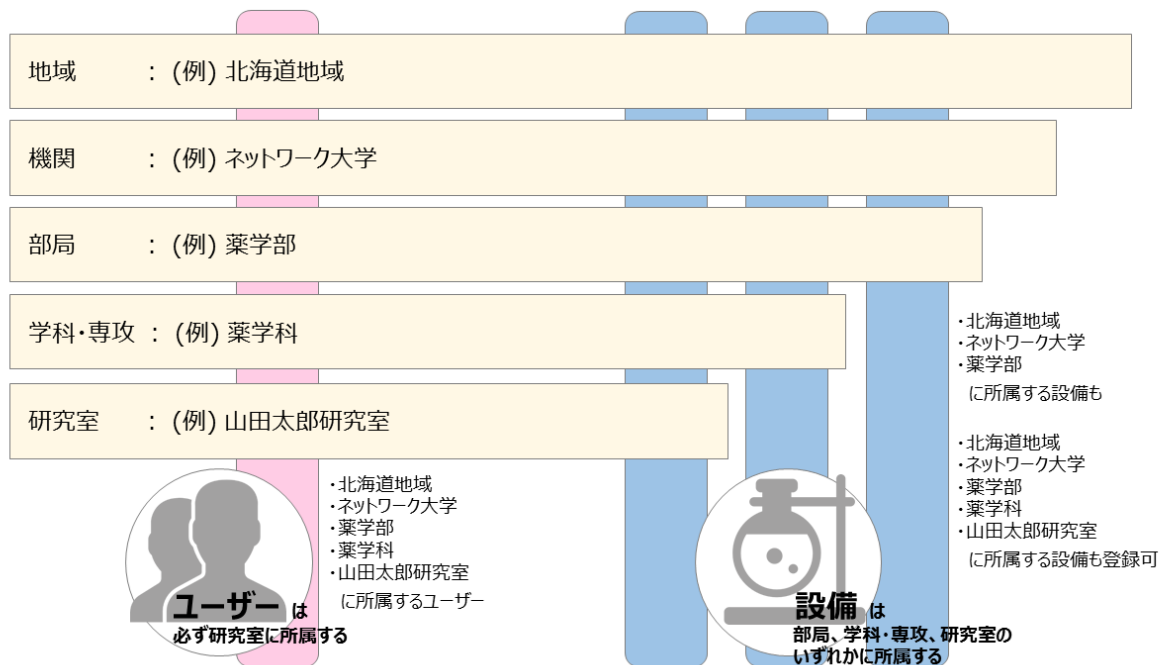 地域 : (例) 北海道地域
機関 : (例) ネットワーク大学
部局 : (例) 薬学部
学科・専攻 : (例) 薬学科
研究室 : (例) 山田太郎研究室
・北海道地域
・ネットワーク大学
・薬学部
・薬学科
・山田太郎研究室
に所属するユーザー
ユーザー は
必ず研究室に所属する
・北海道地域
・ネットワーク大学
・薬学部
に所属する設備も
・北海道地域
・ネットワーク大学
・薬学部
・薬学科
・山田太郎研究室
に所属する設備も登録可
設備 は
部局、学科・専攻、研究室の
いずれかに所属する